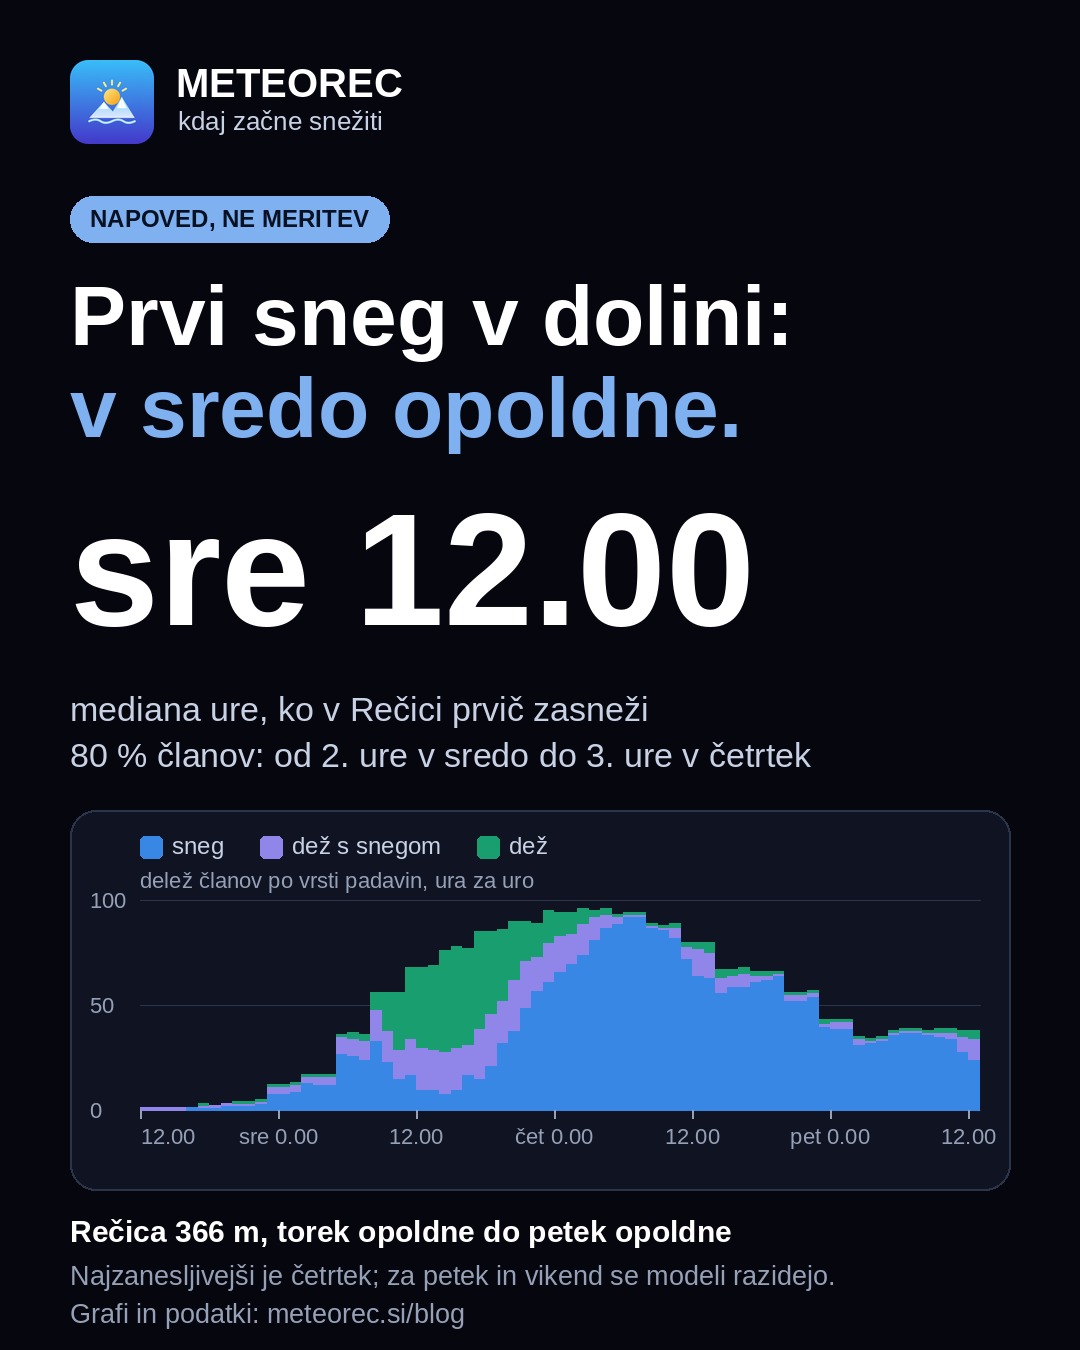 METEOREC
kdaj začne snežiti
NAPOVED, NE MERITEV
Prvi sneg v dolini:
v sredo opoldne.
sre 12.00
mediana ure, ko v Rečici prvič zasneži
80 % članov: od 2. ure v sredo do 3. ure v četrtek
sneg dež s snegom dež
delež članov po vrsti padavin, ura za uro
100
50
0
12.00 sre 0.00 12.00 čet 0.00 12.00 pet 0.00 12.00
Rečica 366 m, torek opoldne do petek opoldne
Najzanesljivejši je četrtek; za petek in vikend se modeli razidejo.
Grafi in podatki: meteorec.si/blog